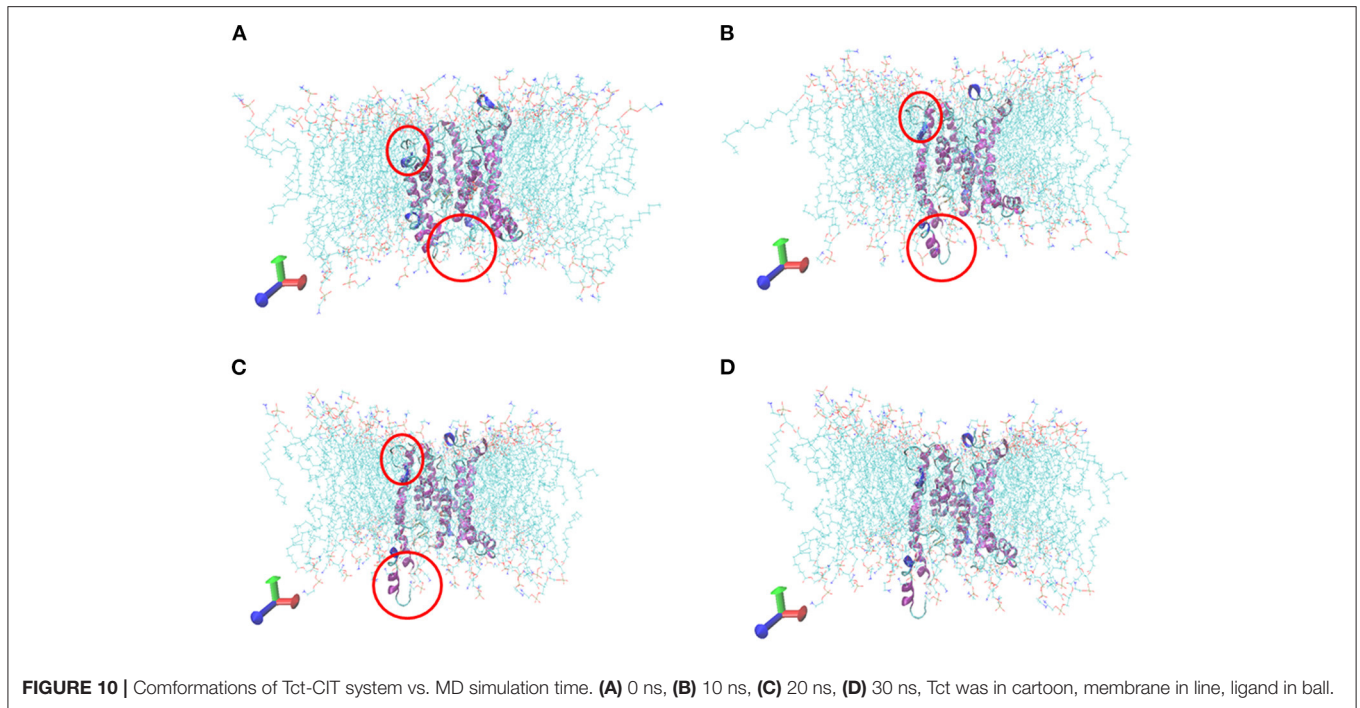 A
B
C
D
FIGURE 10 | Comformations of Tct-CIT system vs. MD simulation time. (A) 0 ns, (B) 10 ns, (C) 20 ns, (D) 30 ns, Tct was in cartoon, membrane in line, ligand in ball.